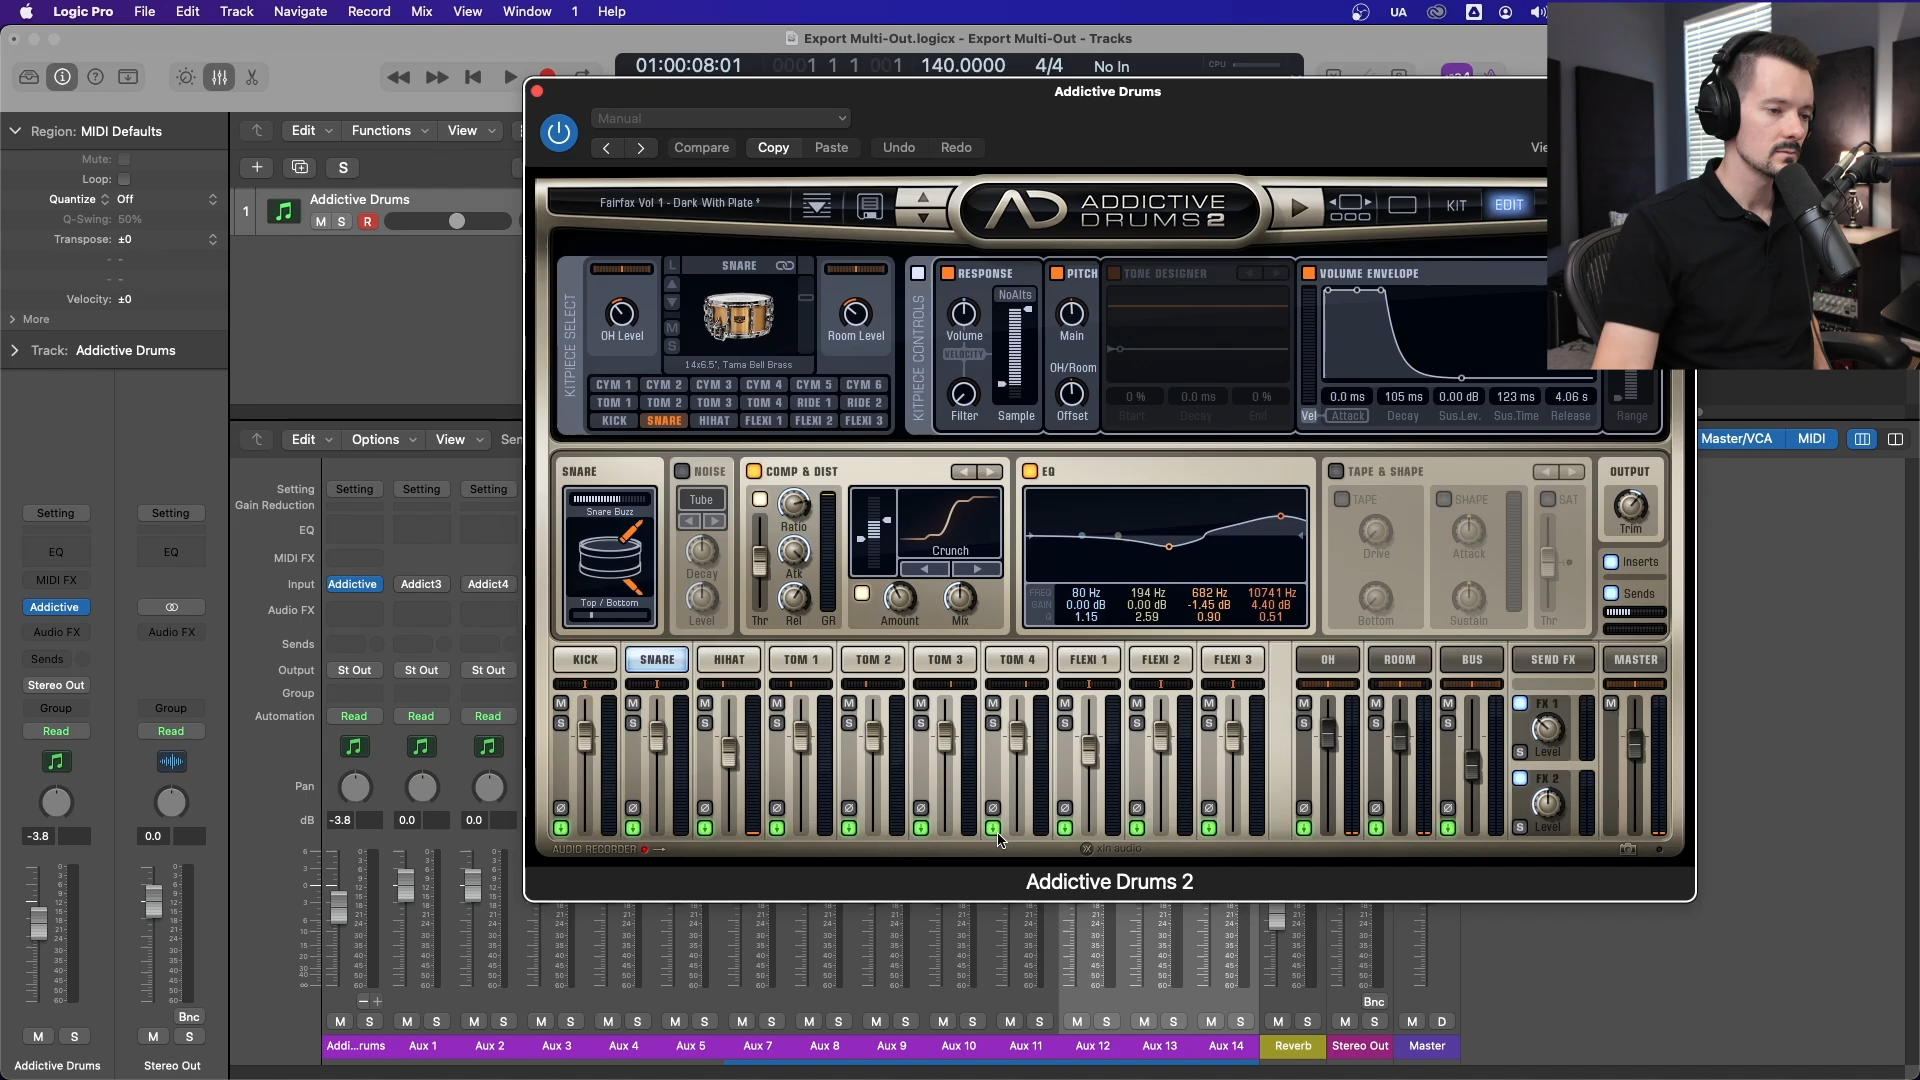 Logic Pro File Edit Track Navigate Record Mix View Window 1 Help
UA
Export Multi-Out.logicx - Export Multi-Out - Tracks
01:00:08:01 0001 1 1 001 140.0000 4/4 No In CPU
Addictive Drums
Manual
Compare Copy Paste Undo Redo
Region: MIDI Defaults
Mute:
Loop:
Quantize Off
Q-Swing: 50%
Transpose: ±0
Velocity: ±0
More
Track: Addictive Drums
Edit Functions View
S
1 Addictive Drums
M S R
Fairfax Vol 1 - Dark With Plate *
ADDICTIVE DRUMS 2
KIT EDIT
KITPIECE SELECT
OH Level
L
M
S
SNARE
14x6.5", Tama Bell Brass
Room Level
CYM 1 CYM 2 CYM 3 CYM 4 CYM 5 CYM 6
TOM 1 TOM 2 TOM 3 TOM 4 RIDE 1 RIDE 2
KICK SNARE HIHAT FLEXI 1 FLEXI 2 FLEXI 3
KITPIECE CONTROLS
RESPONSE
Volume
VELOCITY
Filter
NoAlts
Sample
PITCH
Main
OH/Room
Offset
TONE DESIGNER
0 % 0.0 ms 0 %
Start Decay End
VOLUME ENVELOPE
0.0 ms 105 ms 0.00 dB 123 ms 4.06 s
Vel Attack Decay Sus.Lev. Sus.Time Release
Range
Edit Options View
Master/VCA MIDI
SNARE
Snare Buzz
Top / Bottom
NOISE
Tube
Decay
Level
COMP & DIST
Ratio
Atk
Thr Rel GR
Crunch
Amount Mix
EQ
FREQ 80 Hz 194 Hz 682 Hz 10741 Hz
GAIN 0.00 dB 0.00 dB -1.45 dB 4.40 dB
Q 1.15 2.59 0.90 0.51
TAPE & SHAPE
TAPE SHAPE SAT
Drive Attack
Bottom Sustain Thr
OUTPUT
Trim
Inserts
Sends
KICK SNARE HIHAT TOM 1 TOM 2 TOM 3 TOM 4 FLEXI 1 FLEXI 2 FLEXI 3 OH ROOM BUS SEND FX MASTER
M M M M M M M M M M M M M FX 1 M
S S S S S S S S S S S S S
S Level
FX 2
S Level
AUDIO RECORDER
xln audio
Addictive Drums 2
Setting Setting Setting Setting
Gain Reduction
EQ
MIDI FX
Input Addictive Addict3 Addict4
Audio FX
Sends
Output St Out St Out St Out
Group
Automation Read Read Read
Pan
dB -3.8 0.0 0.0
Setting Setting
EQ EQ
MIDI FX
Addictive
Audio FX Audio FX
Sends
Stereo Out
Group Group
Read Read
-3.8 0.0
Bnc
M S M S
Addictive Drums Stereo Out
Bnc
M S M S M S M S M S M S M S M S M S M S M S M S M S M S M S M S M D
Addi...rums Aux 1 Aux 2 Aux 3 Aux 4 Aux 5 Aux 7 Aux 8 Aux 9 Aux 10 Aux 11 Aux 12 Aux 13 Aux 14 Reverb Stereo Out Master